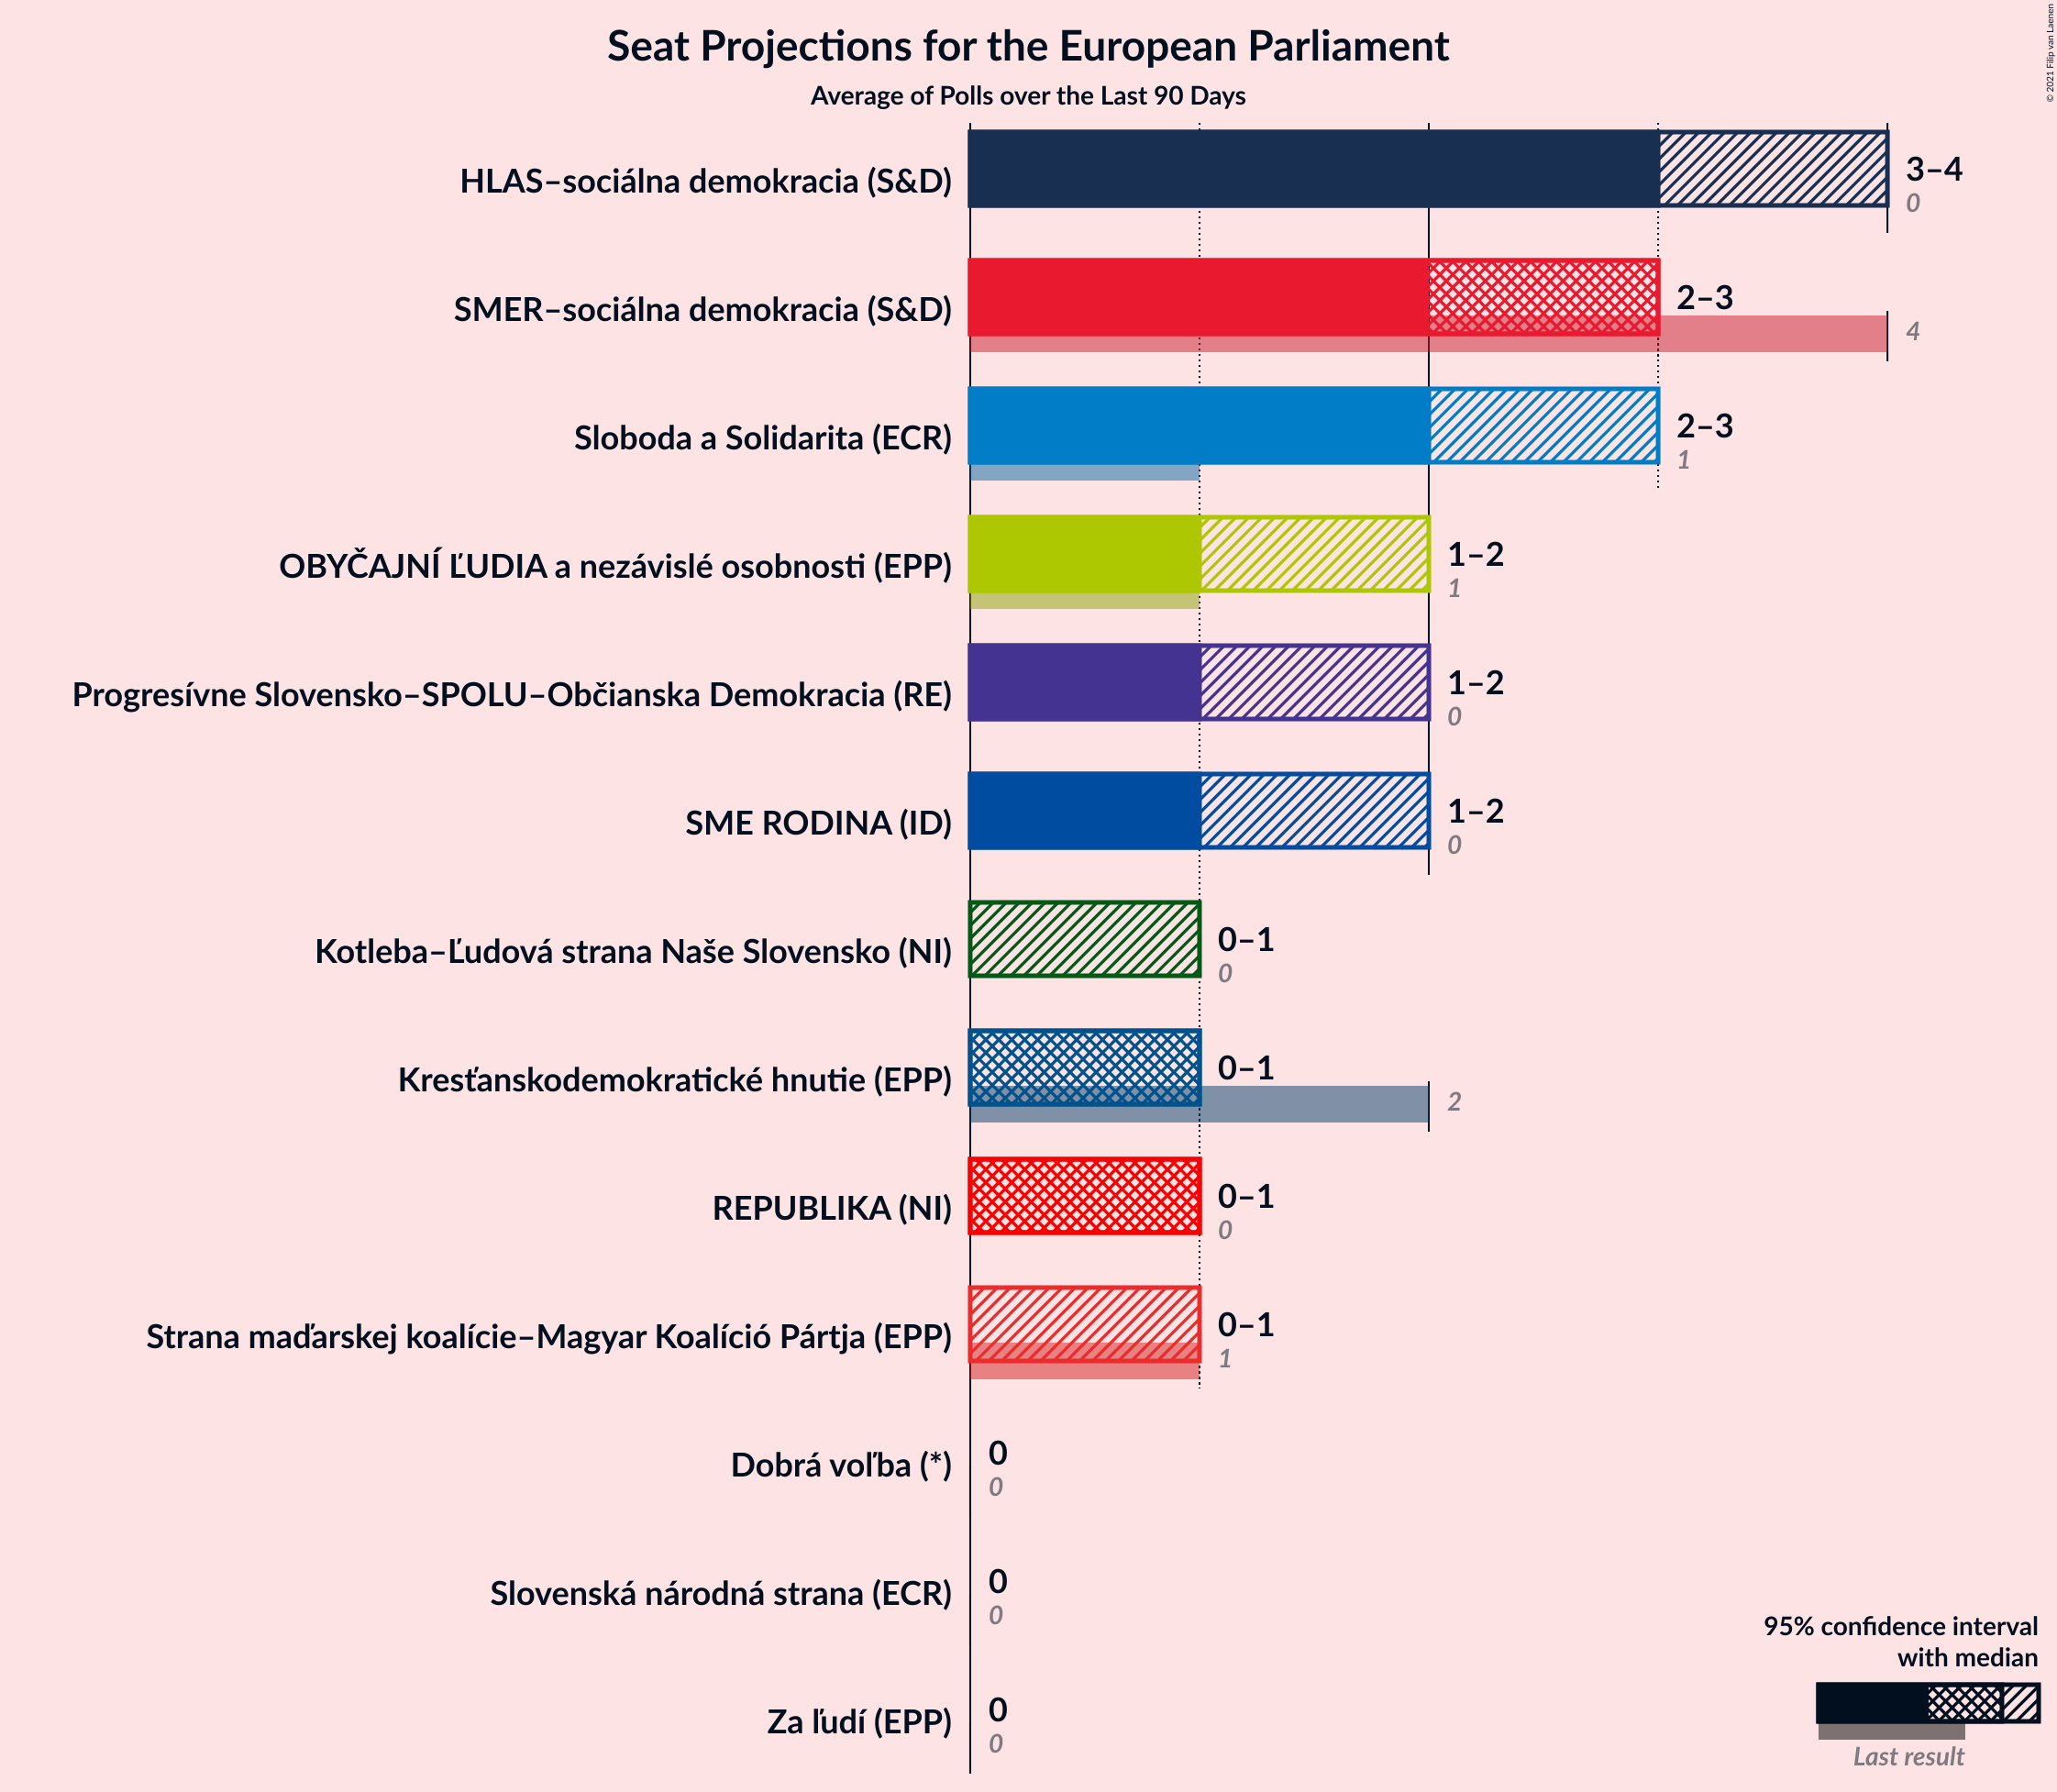 Seat Projections for the European Parliament
Average of Polls over the Last 90 Days
© 2021 Filip van Laenen
HLAS–sociálna demokracia (S&D)
3–4
0
SMER–sociálna demokracia (S&D)
2–3
4
Sloboda a Solidarita (ECR)
2–3
1
OBYČAJNÍ ĽUDIA a nezávislé osobnosti (EPP)
1–2
1
Progresívne Slovensko–SPOLU–Občianska Demokracia (RE)
1–2
0
SME RODINA (ID)
1–2
0
Kotleba–Ľudová strana Naše Slovensko (NI)
0–1
0
Kresťanskodemokratické hnutie (EPP)
0–1
2
REPUBLIKA (NI)
0–1
0
Strana maďarskej koalície–Magyar Koalíció Pártja (EPP)
0–1
1
Dobrá voľba (*)
0
0
Slovenská národná strana (ECR)
0
0
Za ľudí (EPP)
0
0
95% confidence interval
with median
Last result